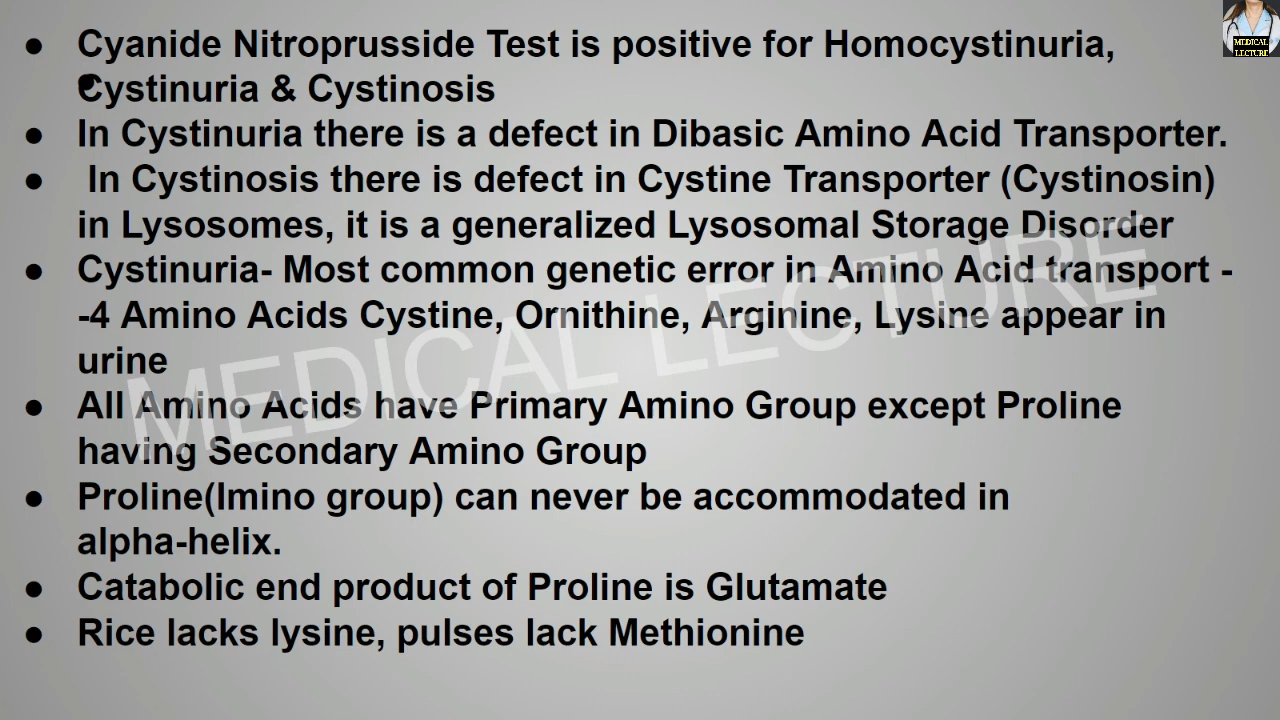 MEDICAL
LECTURE
● Cyanide Nitroprusside Test is positive for Homocystinuria,
● Cystinuria & Cystinosis
● In Cystinuria there is a defect in Dibasic Amino Acid Transporter.
● In Cystinosis there is defect in Cystine Transporter (Cystinosin)
in Lysosomes, it is a generalized Lysosomal Storage Disorder
● Cystinuria- Most common genetic error in Amino Acid transport -
-4 Amino Acids Cystine, Ornithine, Arginine, Lysine appear in
urine
● All Amino Acids have Primary Amino Group except Proline
having Secondary Amino Group
● Proline(Imino group) can never be accommodated in
alpha-helix.
● Catabolic end product of Proline is Glutamate
● Rice lacks lysine, pulses lack Methionine
MEDICAL LECTURE